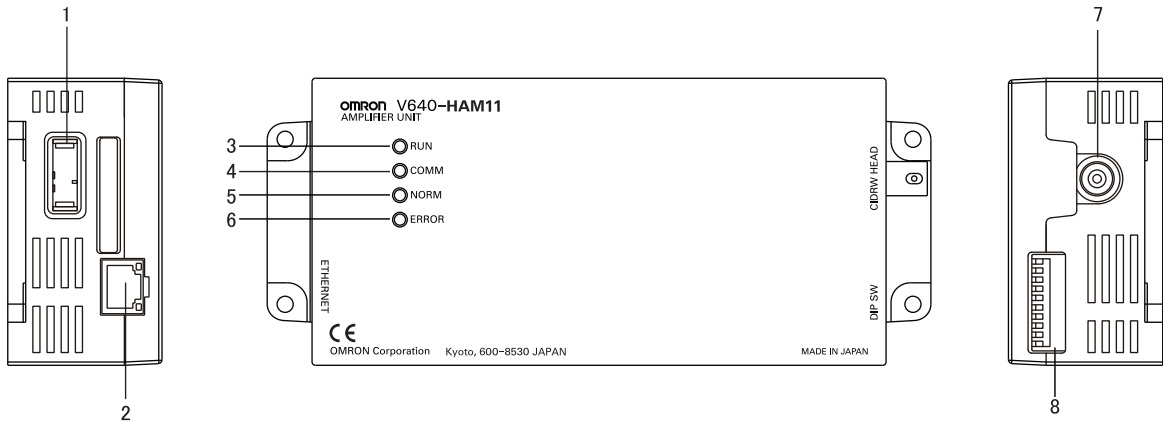 1
7
OMRON V640-HAM11
AMPLIFIER UNIT
3 RUN
4 COMM
5 NORM
6 ERROR
CIDRW HEAD
ETHERNET
DIP SW
CE
OMRON Corporation Kyoto, 600-8530 JAPAN
MADE IN JAPAN
2
8